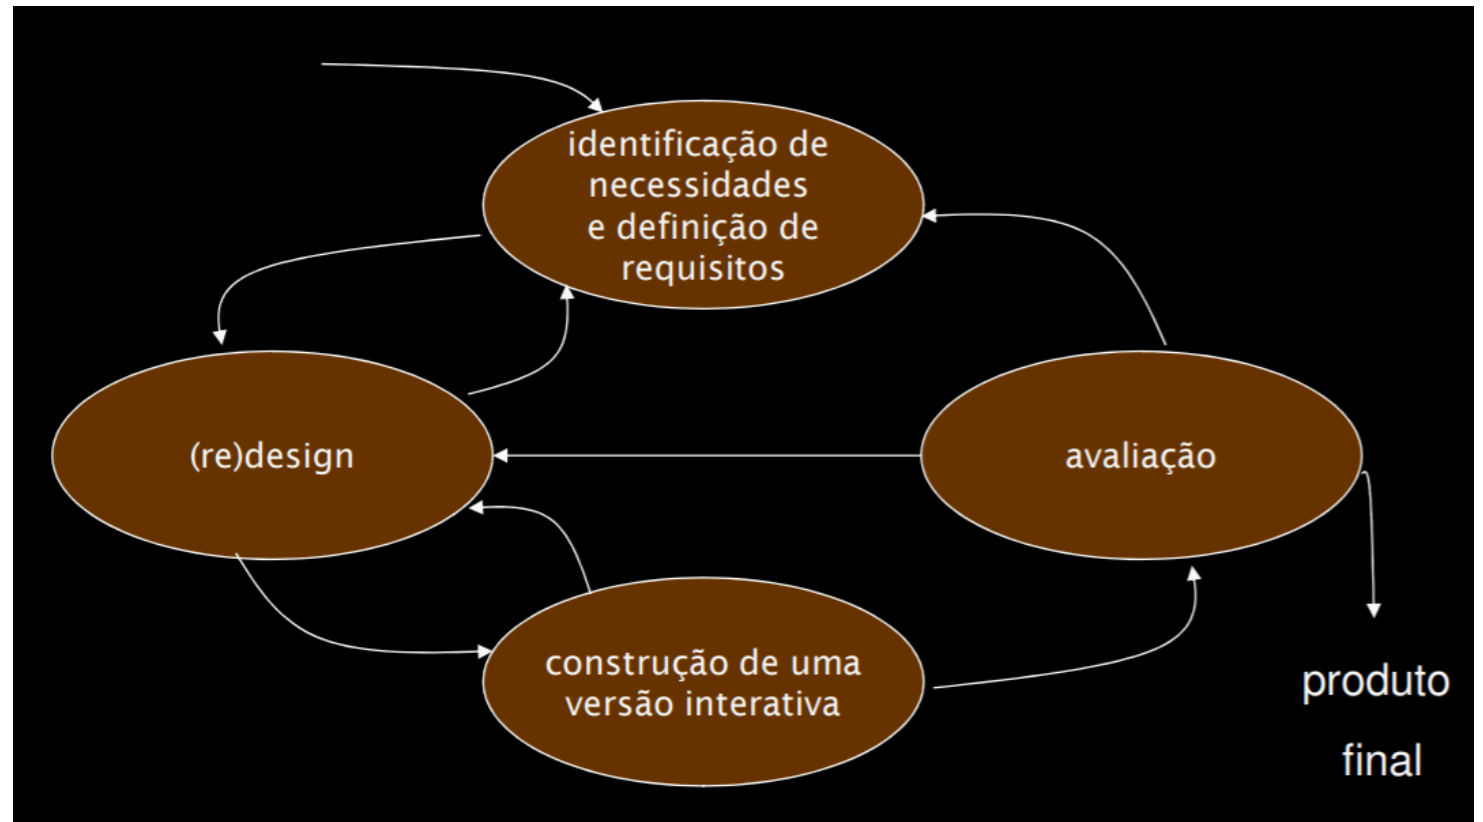 identificação de
necessidades
e definição de
requisitos
(re)design
avaliação
construção de uma
versão interativa
produto
final